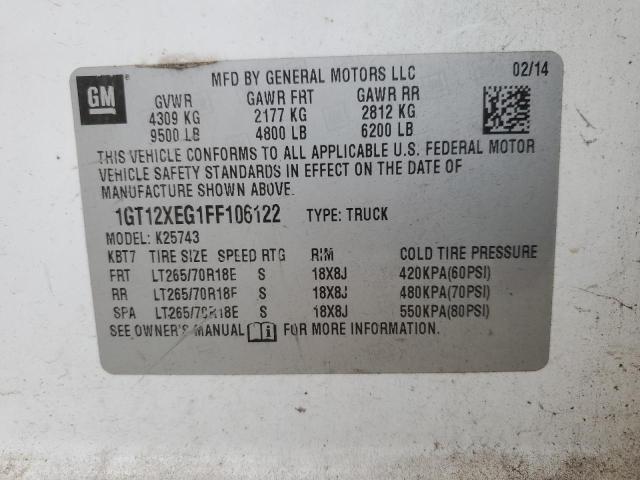 MFD BY GENERAL MOTORS LLC 02/14
GM
GVWR GAWR FRT GAWR RR
4309 KG 2177 KG 2812 KG
9500 LB 4800 LB 6200 LB
THIS VEHICLE CONFORMS TO ALL APPLICABLE U.S. FEDERAL MOTOR
VEHICLE SAFETY STANDARDS IN EFFECT ON THE DATE OF
MANUFACTURE SHOWN ABOVE.
1GT12XEG1FF106122 TYPE: TRUCK
MODEL: K25743
KBT7 TIRE SIZE SPEED RTG RIM COLD TIRE PRESSURE
FRT LT265/70R18E S 18X8J 420KPA(60PSI)
RR LT265/70R18E S 18X8J 480KPA(70PSI)
SPA LT265/70R18E S 18X8J 550KPA(80PSI)
SEE OWNER'S MANUAL FOR MORE INFORMATION.